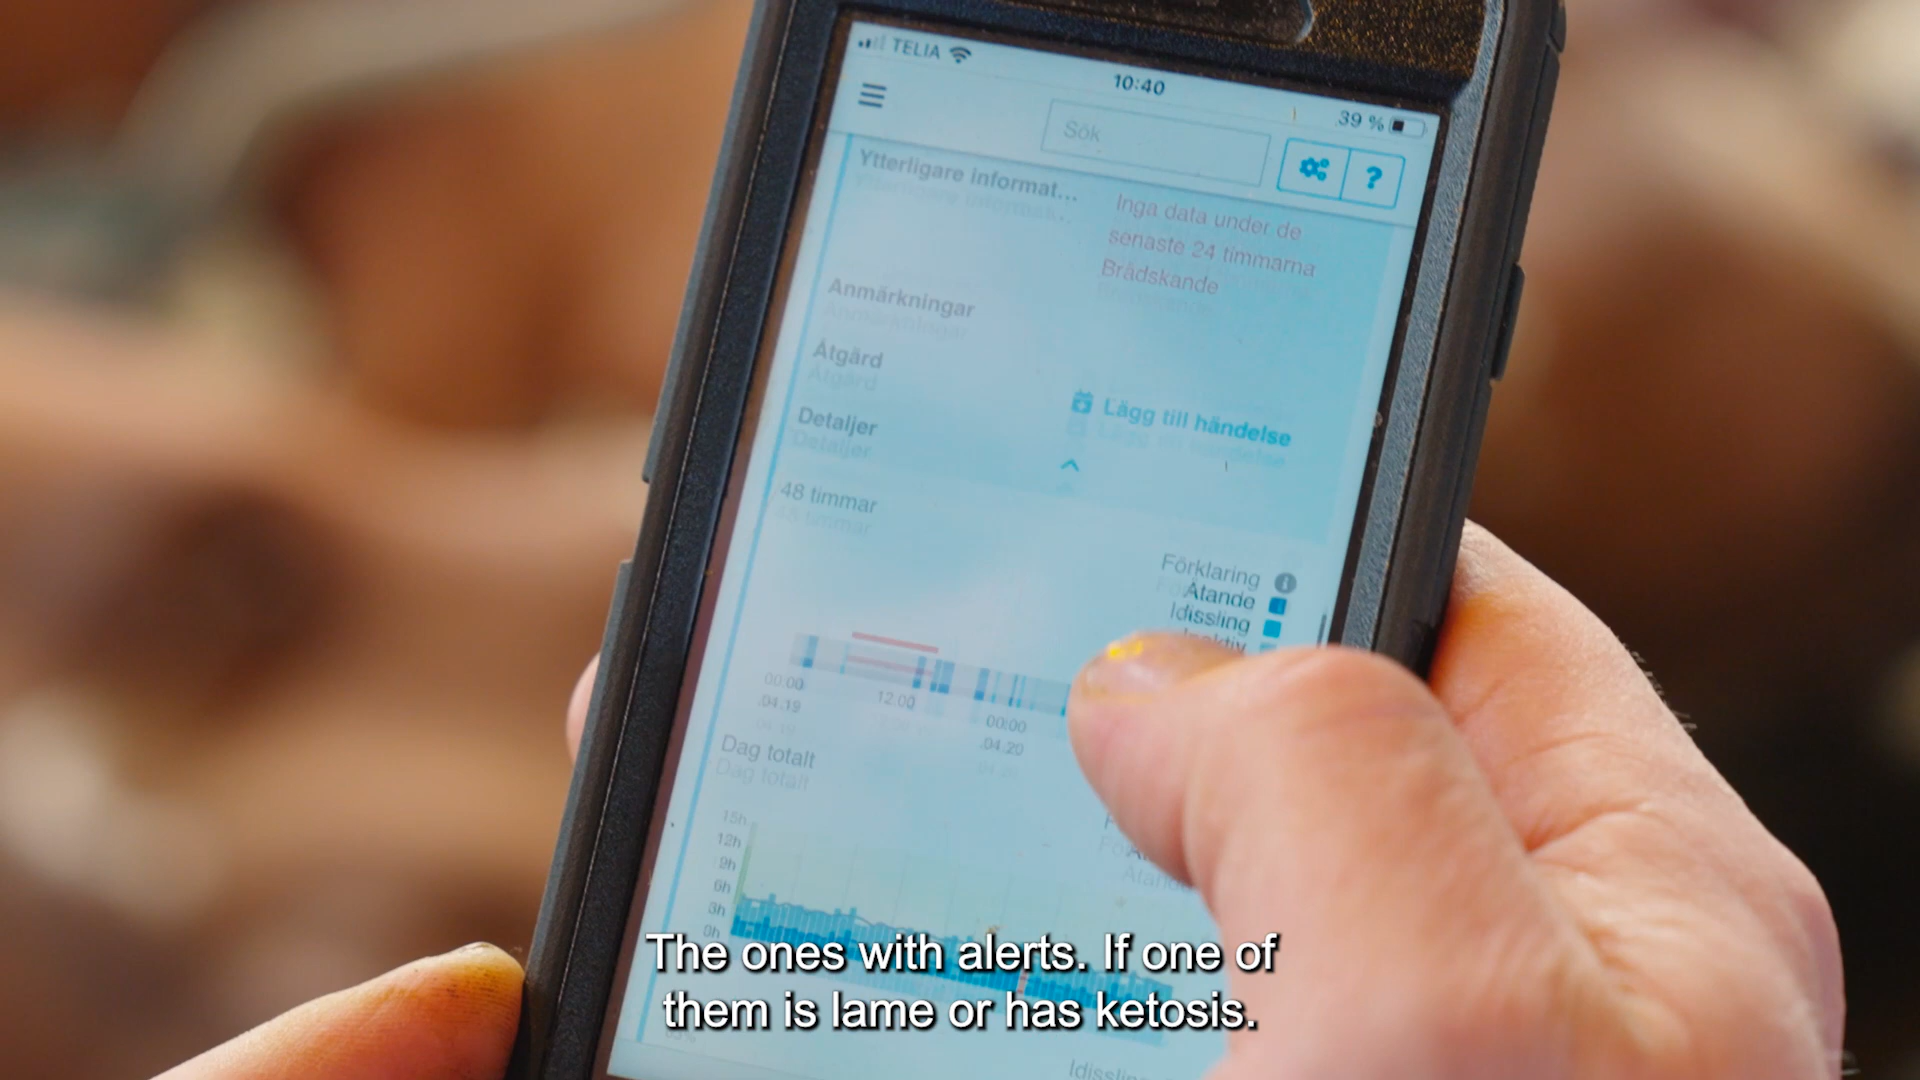 TELIA
10:40
39 %
Sök
?
Ytterligare informat...
Inga data under de
senaste 24 timmarna
Brådskande
Anmärkningar
Åtgärd
Lägg till händelse
Detaljer
48 timmar
Förklaring
Ätande
Idissling
00:00
.04.19
12:00
00:00
.04.20
Dag totalt
15h
12h
9h
6h
3h
0h
The ones with alerts. If one of
them is lame or has ketosis.